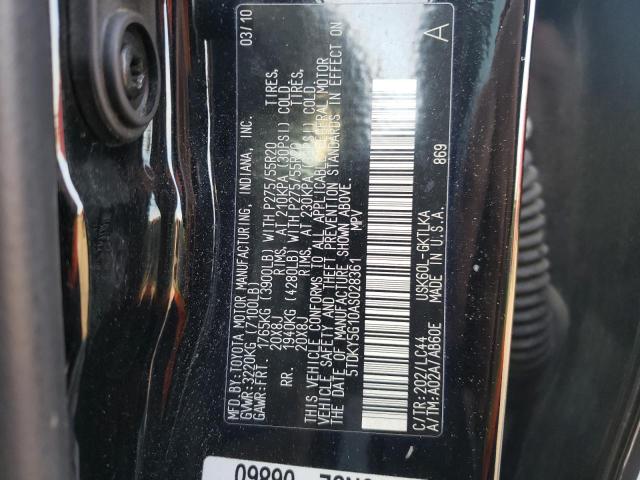 MFD. BY: TOYOTA MOTOR MANUFACTURING, INDIANA, INC. 03/10
GVWR: 3220KG (7100LB)
GAWR: FRT. 1765KG (3900LB) WITH P275/55R20 TIRES,
20X8J RIMS, AT 210KPA (30PSI) COLD.
RR. 1940KG (4280LB) WITH P275/55R20 TIRES,
20X8J RIMS, AT 230KPA (33PSI) COLD.
THIS VEHICLE CONFORMS TO ALL APPLICABLE FEDERAL MOTOR
VEHICLE SAFETY AND THEFT PREVENTION STANDARDS IN EFFECT ON
THE DATE OF MANUFACTURE SHOWN ABOVE.
5TDKY5G10AS028361 MPV
A
C/TR: 202/LC44 USK60L-GKTLKA 869
A/TM: A02A/AB60E MADE IN U.S.A.
06860